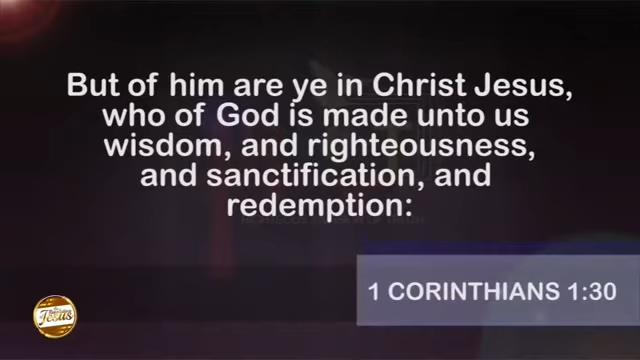 But of him are ye in Christ Jesus,
who of God is made unto us
wisdom, and righteousness,
and sanctification, and
redemption:
1 CORINTHIANS 1:30
Jesus